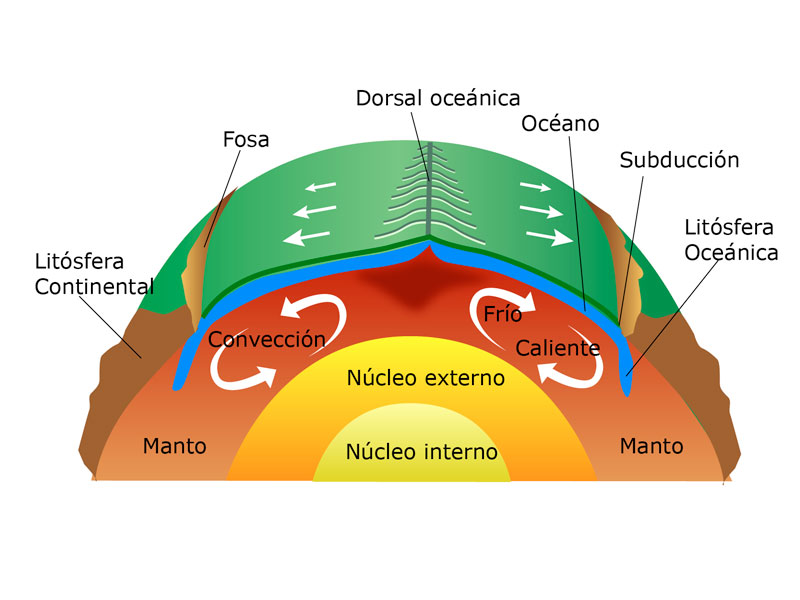 Dorsal oceánica
Océano
Fosa
Subducción
Litósfera
Oceánica
Litósfera
Continental
Frío
Convección
Caliente
Núcleo externo
Manto
Núcleo interno
Manto